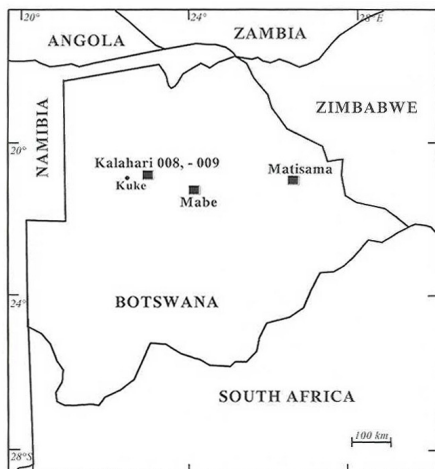 20°
24°
28°E
ANGOLA
ZAMBIA
ZIMBABWE
NAMIBIA
20°
Kalahari 008, - 009
Kuke
Mabe
Matisama
24°
BOTSWANA
SOUTH AFRICA
28°S
100 km